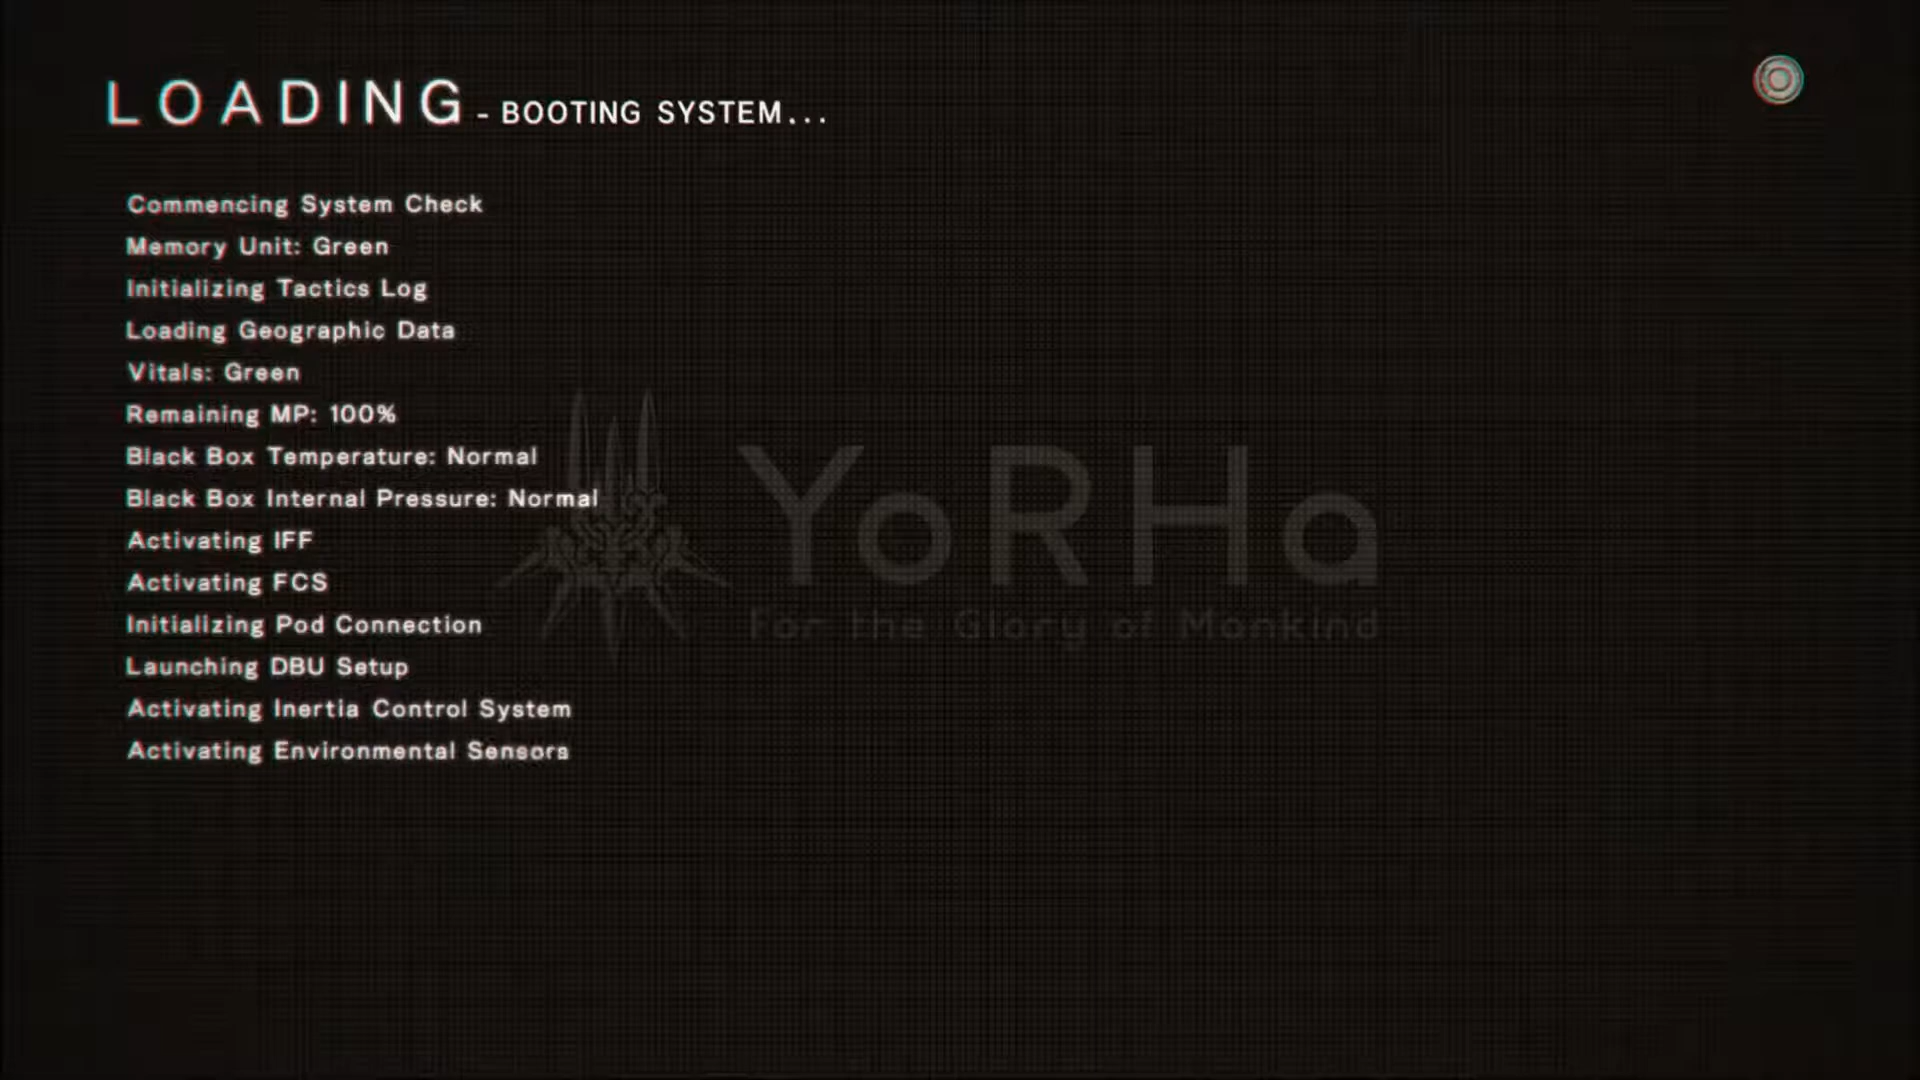 LOADING - BOOTING SYSTEM...
Commencing System Check
Memory Unit: Green
Initializing Tactics Log
Loading Geographic Data
Vitals: Green
Remaining MP: 100%
Black Box Temperature: Normal
Black Box Internal Pressure: Normal
Activating IFF
Activating FCS
Initializing Pod Connection
Launching DBU Setup
Activating Inertia Control System
Activating Environmental Sensors
YoRHa
For the Glory of Mankind